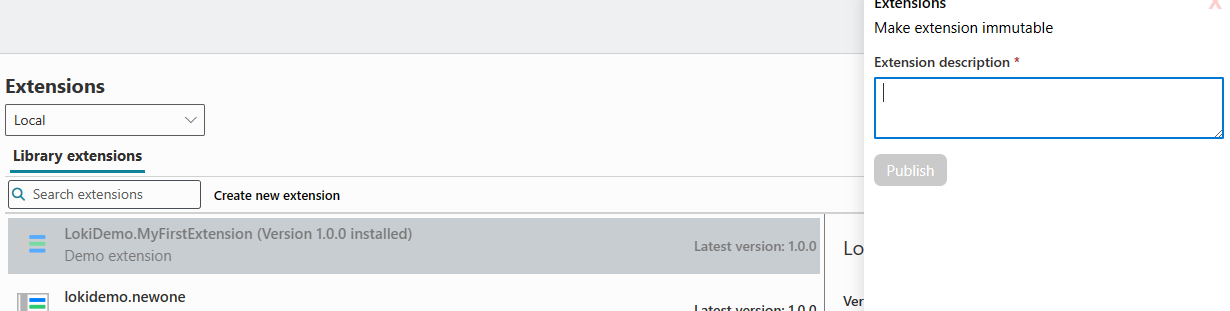 Extensions
X
Make extension immutable
Extension description *
Publish
Extensions
Local
Library extensions
Search extensions
Create new extension
LokiDemo.MyFirstExtension (Version 1.0.0 installed)
Demo extension
Latest version: 1.0.0
lokidemo.newone
Latest version: 1.0.0
Lo
Ver